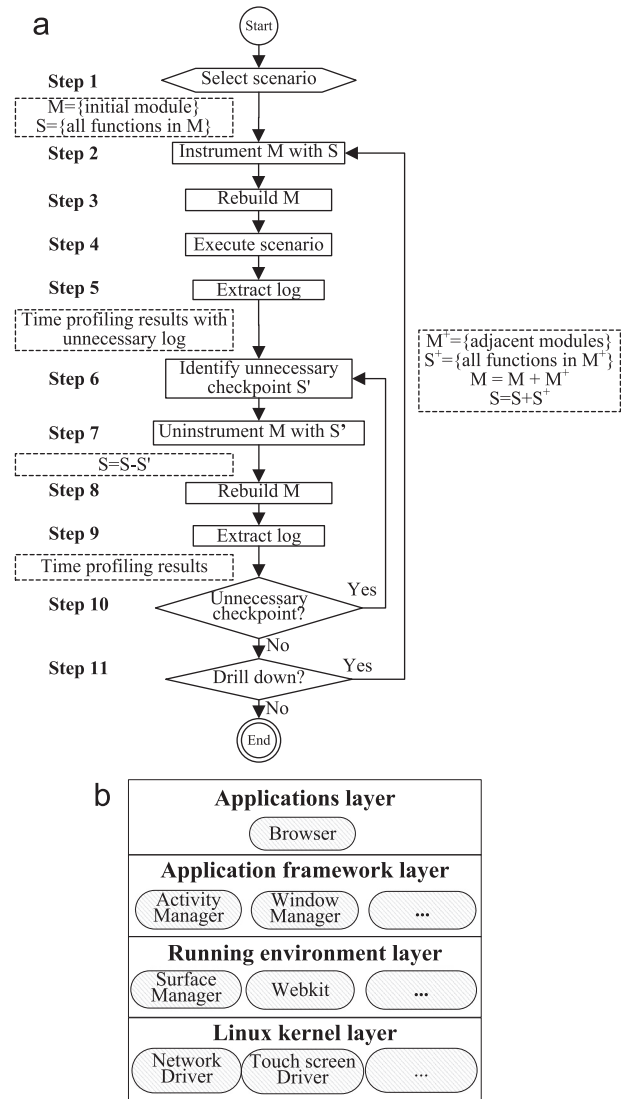 a
Start
Step 1
Select scenario
M={initial module}
S={all functions in M}
Step 2
Instrument M with S
Step 3
Rebuild M
Step 4
Execute scenario
Step 5
Extract log
Time profiling results with
unnecessary log
M+={adjacent modules}
S+={all functions in M+}
M = M + M+
S=S+S+
Step 6
Identify unnecessary
checkpoint S'
Step 7
Uninstrument M with S’
S=S-S'
Step 8
Rebuild M
Step 9
Extract log
Time profiling results
Step 10
Unnecessary
checkpoint?
Yes
No
Step 11
Drill down?
Yes
No
End
b
Applications layer
Browser
Application framework layer
Activity
Manager
Window
Manager
...
Running environment layer
Surface
Manager
Webkit
...
Linux kernel layer
Network
Driver
Touch screen
Driver
...